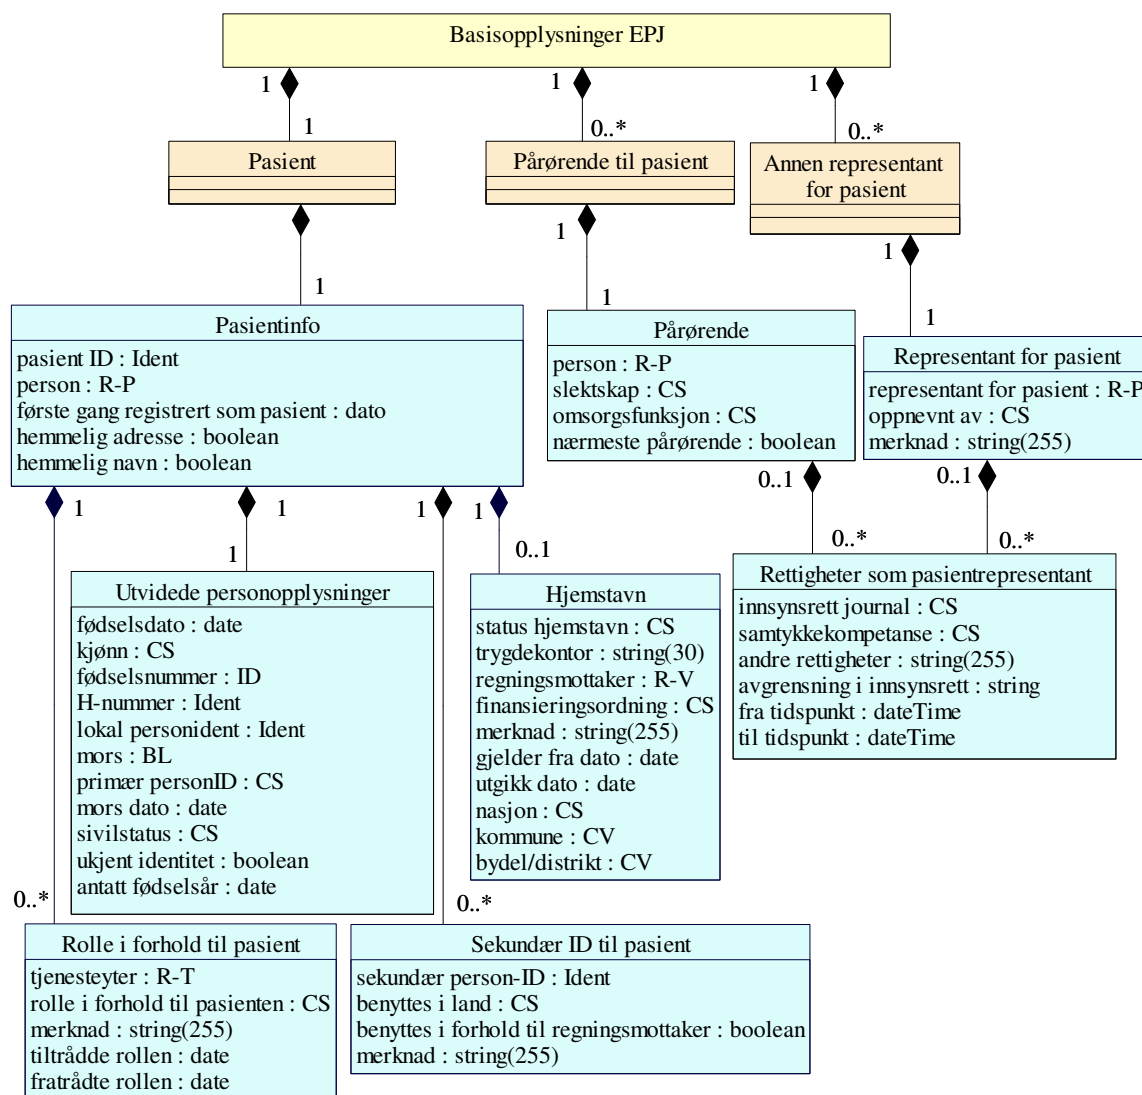 Basisopplysninger EPJ
1
1
1
1
0..*
0..*
Pasient
Pårørende til pasient
Annen representant
for pasient
1
1
1
1
1
Pasientinfo
pasient ID : Ident
person : R-P
første gang registrert som pasient : dato
hemmelig adresse : boolean
hemmelig navn : boolean
Pårørende
person : R-P
slektskap : CS
omsorgsfunksjon : CS
nærmeste pårørende : boolean
Representant for pasient
representant for pasient : R-P
oppnevnt av : CS
merknad : string(255)
1
1
1
1
0..1
0..1
1
0..1
0..*
0..*
Utvidede personopplysninger
fødselsdato : date
kjønn : CS
fødselsnummer : ID
H-nummer : Ident
lokal personident : Ident
mors : BL
primær personID : CS
mors dato : date
sivilstatus : CS
ukjent identitet : boolean
antatt fødselsår : date
Hjemstavn
status hjemstavn : CS
trygdekontor : string(30)
regningsmottaker : R-V
finansieringsordning : CS
merknad : string(255)
gjelder fra dato : date
utgikk dato : date
nasjon : CS
kommune : CV
bydel/distrikt : CV
Rettigheter som pasientrepresentant
innsynsrett journal : CS
samtykkekompetanse : CS
andre rettigheter : string(255)
avgrensning i innsynsrett : string
fra tidspunkt : dateTime
til tidspunkt : dateTime
0..*
0..*
Rolle i forhold til pasient
tjenesteyter : R-T
rolle i forhold til pasienten : CS
merknad : string(255)
tiltrådde rollen : date
fratrådte rollen : date
Sekundær ID til pasient
sekundær person-ID : Ident
benyttes i land : CS
benyttes i forhold til regningsmottaker : boolean
merknad : string(255)